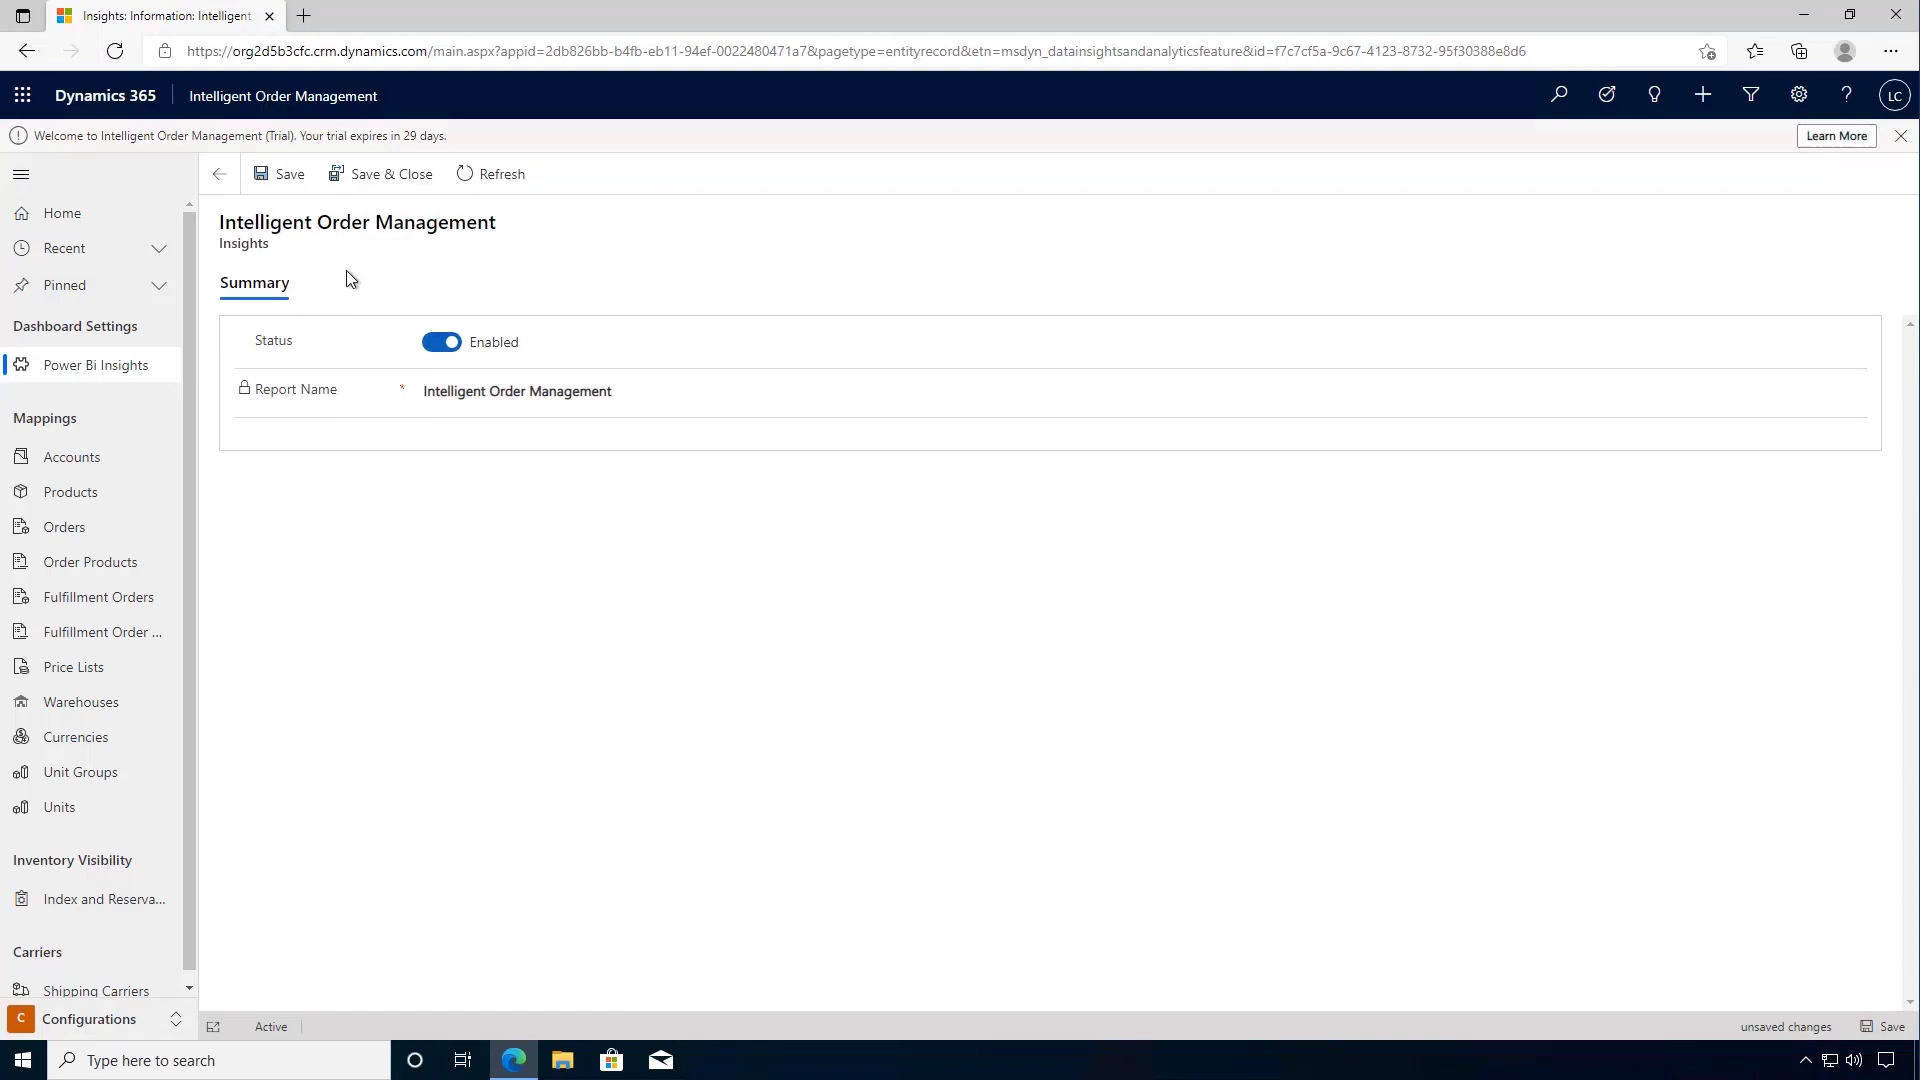 Insights: Information: Intelligent
https://org2d5b3cfc.crm.dynamics.com/main.aspx?appid=2db826bb-b4fb-eb11-94ef-0022480471a7&pagetype=entityrecord&etn=msdyn_datainsightsandanalyticsfeature&id=f7c7cf5a-9c67-4123-8732-95f30388e8d6
Dynamics 365 Intelligent Order Management LC
Welcome to Intelligent Order Management (Trial). Your trial expires in 29 days. Learn More
Save Save & Close Refresh
Intelligent Order Management
Insights
Summary
Status Enabled
Report Name * Intelligent Order Management
Home
Recent
Pinned
Dashboard Settings
Power Bi Insights
Mappings
Accounts
Products
Orders
Order Products
Fulfillment Orders
Fulfillment Order ...
Price Lists
Warehouses
Currencies
Unit Groups
Units
Inventory Visibility
Index and Reserva...
Carriers
Shipping Carriers
C Configurations
Active unsaved changes Save
Type here to search